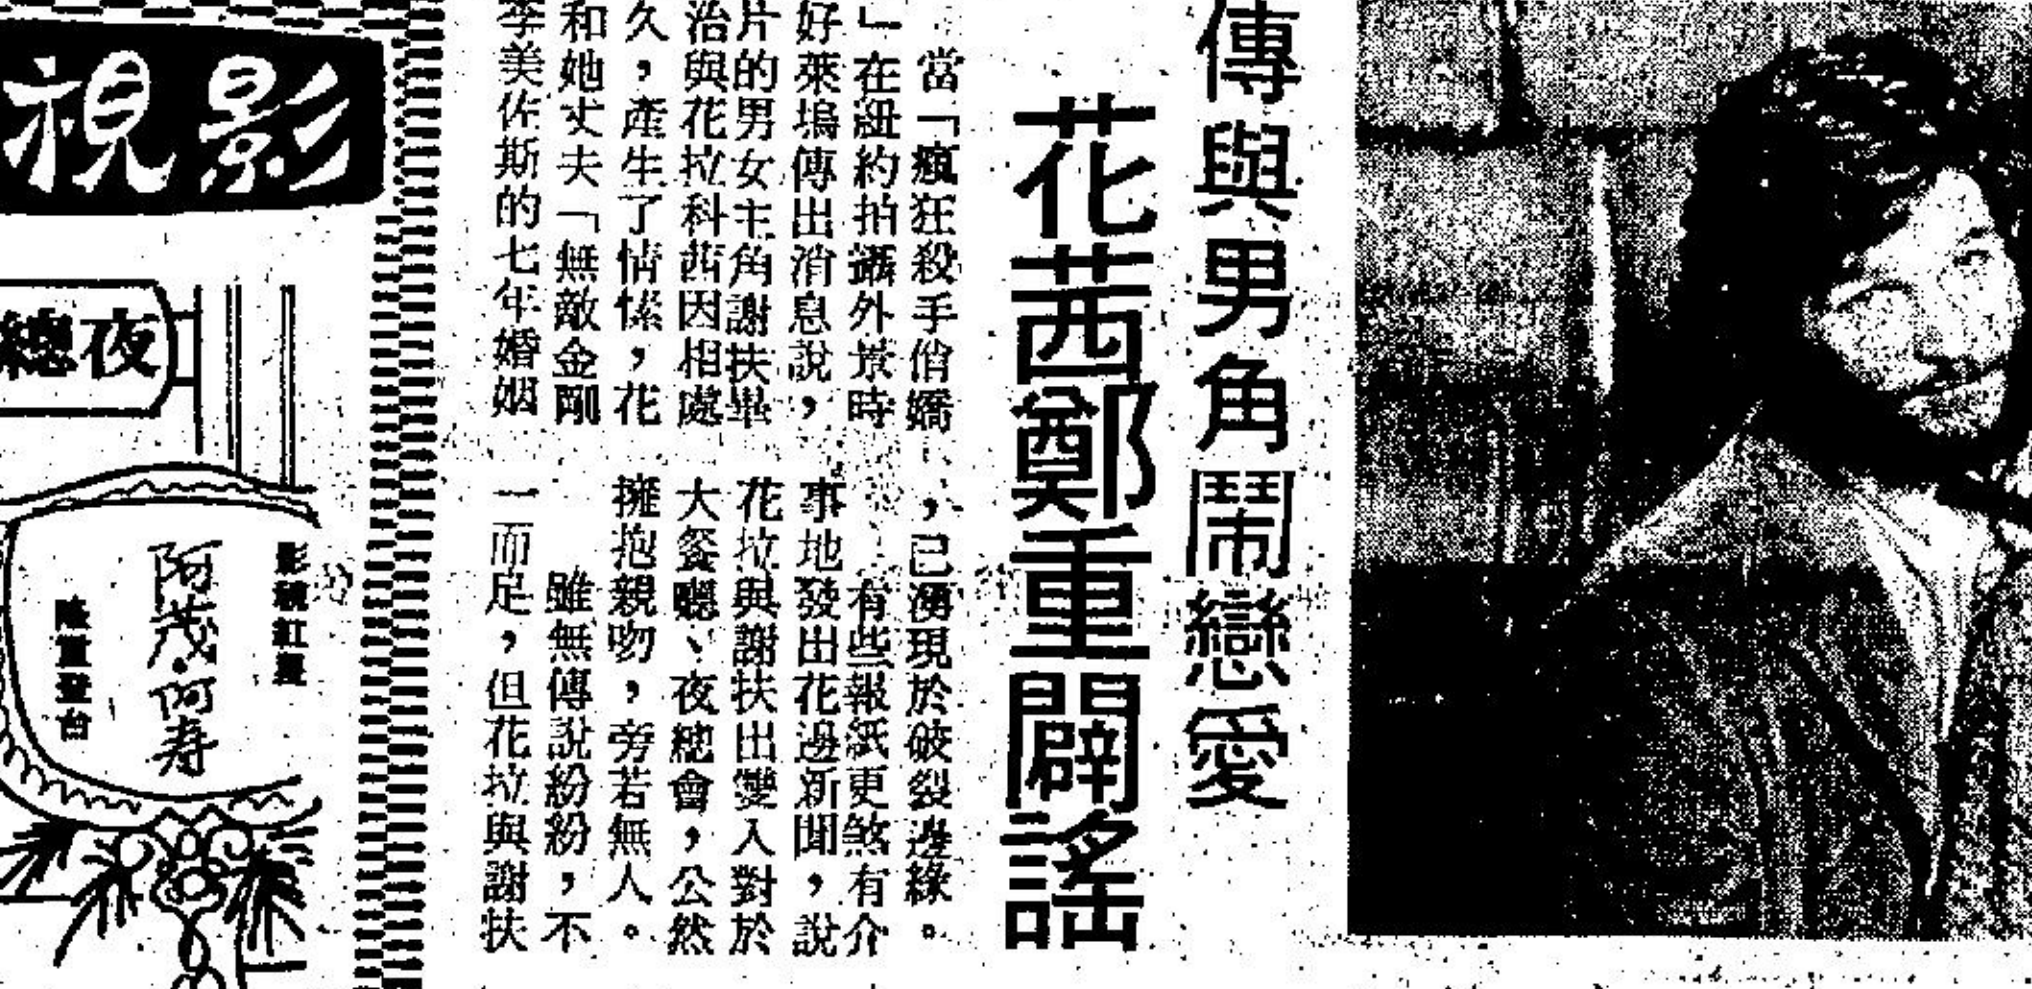 傳與男角鬧戀愛
花茜鄭重闢謠
當「瘋狂殺手俏嬌
」在紐約拍攝外景時
好萊塢傳出消息說，
片的男女主角謝扶畢
治與花拉科茜因相處
久，產生了情愫，花
和她丈夫「無敵金剛
李美佐斯的七年婚姻
，已湧現於破裂邊緣。
有些報紙更煞有介
事地發出花邊新聞，說
花拉與謝扶出雙入對於
大餐廳、夜總會，公然
擁抱親吻，旁若無人。
雖無傳說紛紛，不
一而足，但花拉與謝扶
影視
夜總
影視紅星
阿茂·阿寿
隆重登台